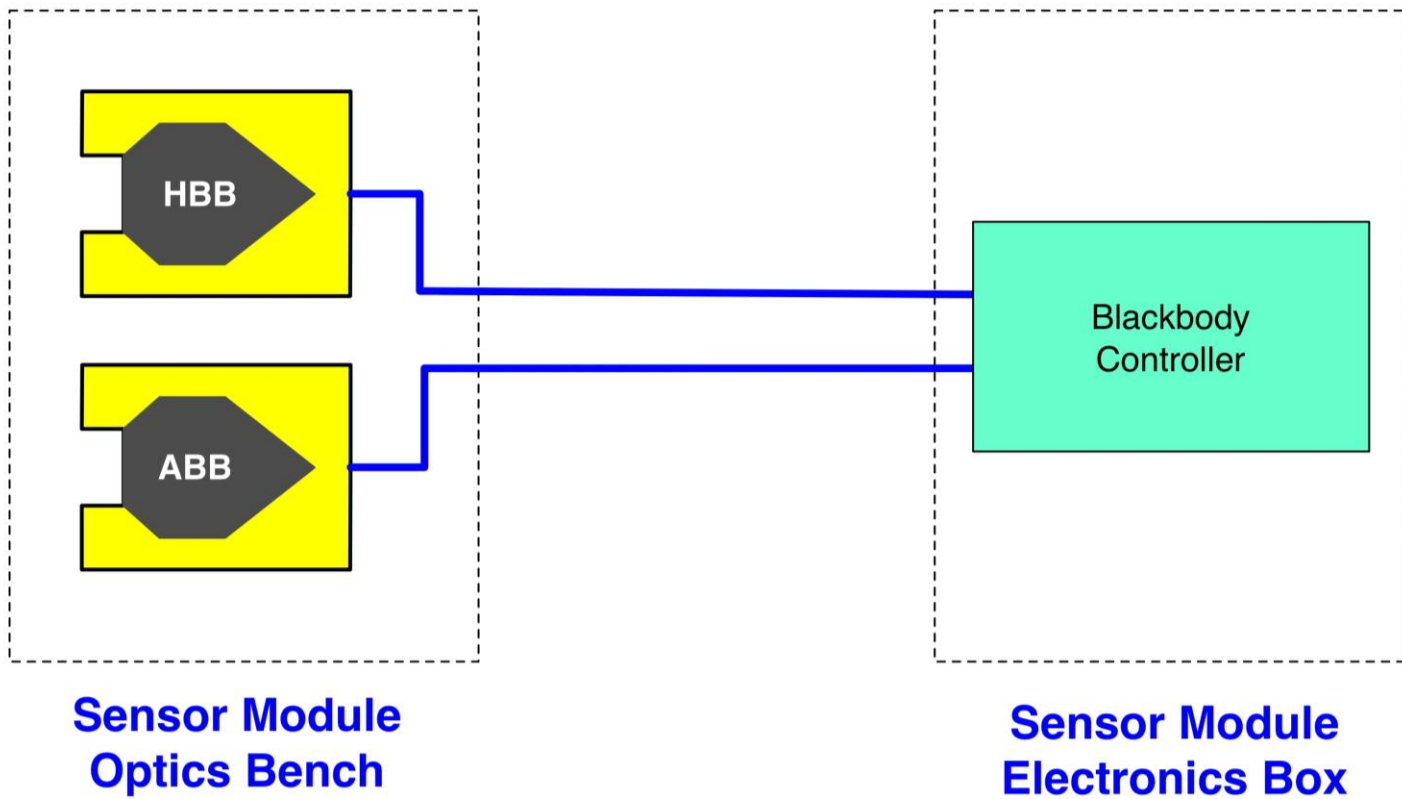 HBB
ABB
Blackbody
Controller
Sensor Module
Optics Bench
Sensor Module
Electronics Box